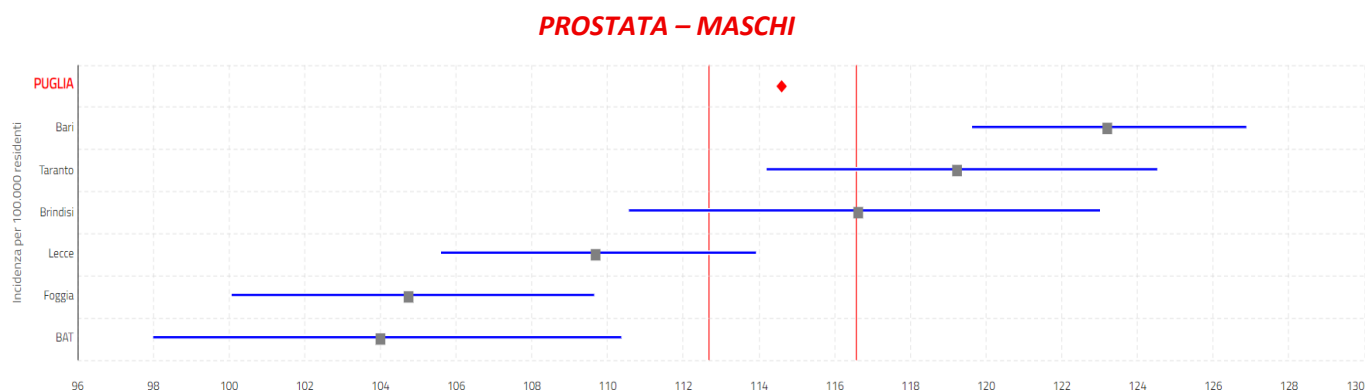 PROSTATA – MASCHI
Incidenza per 100.000 residenti
PUGLIA
Bari
Taranto
Brindisi
Lecce
Foggia
BAT
96 98 100 102 104 106 108 110 112 114 116 118 120 122 124 126 128 130